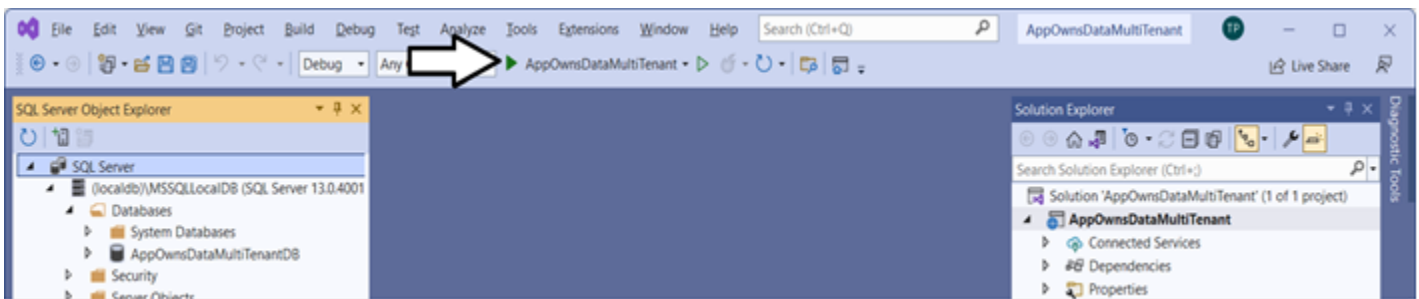 File Edit View Git Project Build Debug Test Analyze Tools Extensions Window Help Search (Ctrl+Q) AppOwnsDataMultiTenant TP
Debug Any AppOwnsDataMultiTenant Live Share
SQL Server Object Explorer
SQL Server
(localdb)\MSSQLLocalDB (SQL Server 13.0.4001
Databases
System Databases
AppOwnsDataMultiTenantDB
Security
Server Objects
Solution Explorer
Search Solution Explorer (Ctrl+;)
Solution 'AppOwnsDataMultiTenant' (1 of 1 project)
AppOwnsDataMultiTenant
Connected Services
Dependencies
Properties
Diagnostic Tools